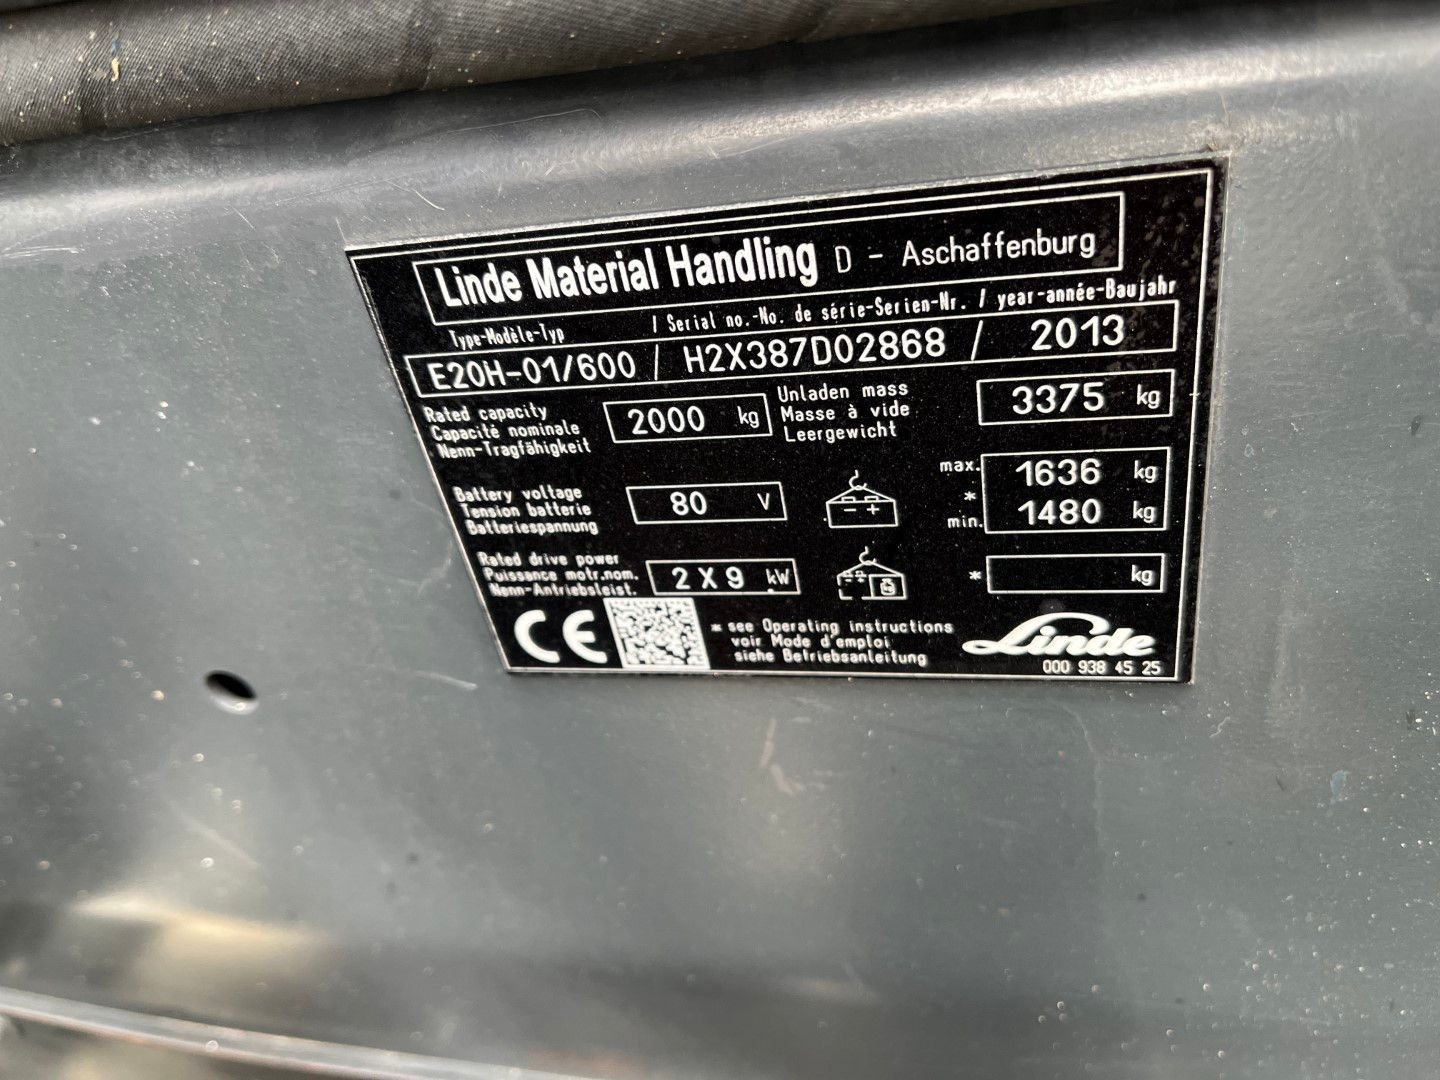 Linde Material Handling D - Aschaffenburg
Type-Modèle-Typ / Serial no.-No. de série-Serien-Nr. / year-année-Baujahr
E20H-01/600 / H2X387D02868 / 2013
Rated capacity
Capacité nominale
Nenn-Tragfähigkeit
2000 kg
Unladen mass
Masse à vide
Leergewicht
3375 kg
Battery voltage
Tension batterie
Batteriespannung
80 V
- +
max. 1636 kg
*
min. 1480 kg
Rated drive power
Puissance motr.nom.
Nenn-Antriebsleist.
2 X 9 kW
* kg
CE
* see Operating instructions
voir Mode d'emploi
siehe Betriebsanleitung
Linde
000 938 45 25